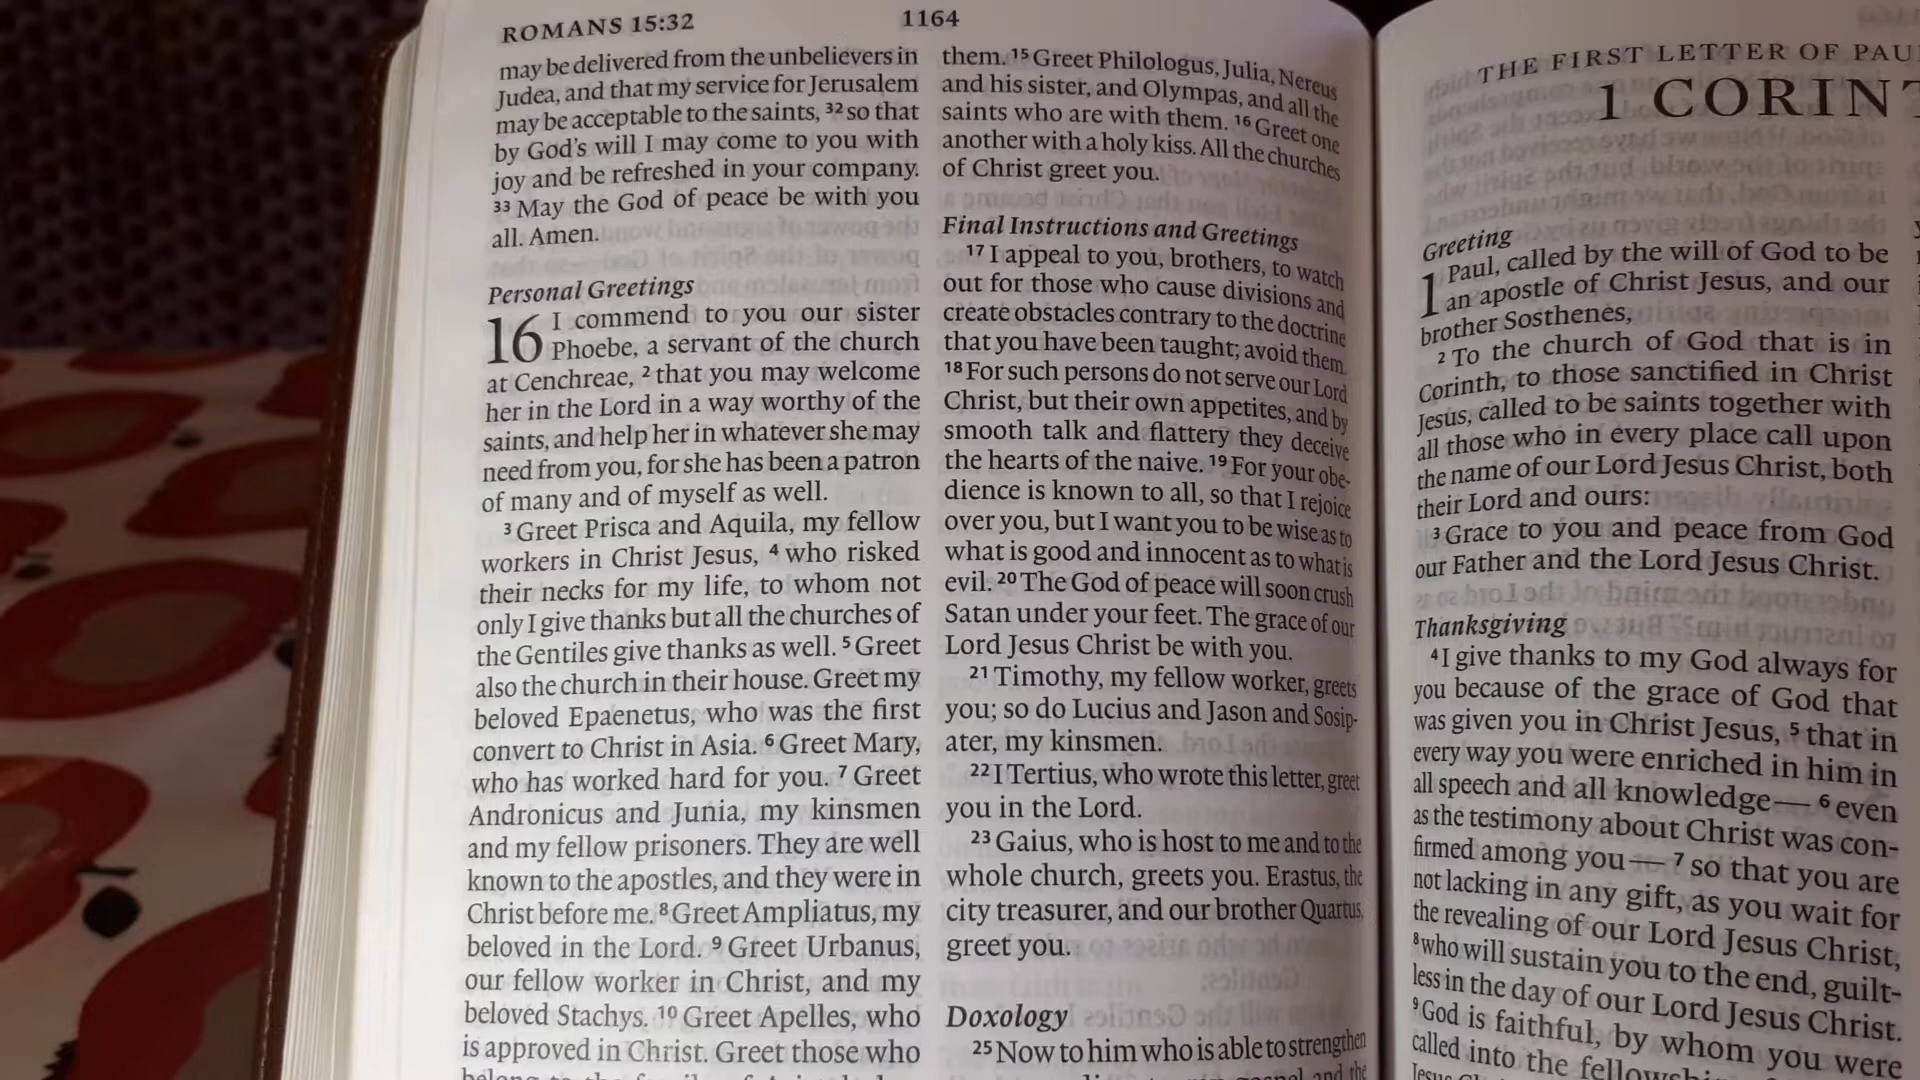 ROMANS 15:32
1164
may be delivered from the unbelievers in
Judea, and that my service for Jerusalem
may be acceptable to the saints, 32 so that
by God's will I may come to you with
joy and be refreshed in your company.
33 May the God of peace be with you
all. Amen.
Personal Greetings
16 I commend to you our sister
Phoebe, a servant of the church
at Cenchreae, 2 that you may welcome
her in the Lord in a way worthy of the
saints, and help her in whatever she may
need from you, for she has been a patron
of many and of myself as well.
3 Greet Prisca and Aquila, my fellow
workers in Christ Jesus, 4 who risked
their necks for my life, to whom not
only I give thanks but all the churches of
the Gentiles give thanks as well. 5 Greet
also the church in their house. Greet my
beloved Epaenetus, who was the first
convert to Christ in Asia. 6 Greet Mary,
who has worked hard for you. 7 Greet
Andronicus and Junia, my kinsmen
and my fellow prisoners. They are well
known to the apostles, and they were in
Christ before me. 8 Greet Ampliatus, my
beloved in the Lord. 9 Greet Urbanus,
our fellow worker in Christ, and my
beloved Stachys. 10 Greet Apelles, who
is approved in Christ. Greet those who
them. 15 Greet Philologus, Julia, Nereus
and his sister, and Olympas, and all the
saints who are with them. 16 Greet one
another with a holy kiss. All the churches
of Christ greet you.
Final Instructions and Greetings
17 I appeal to you, brothers, to watch
out for those who cause divisions and
create obstacles contrary to the doctrine
that you have been taught; avoid them.
18 For such persons do not serve our Lord
Christ, but their own appetites, and by
smooth talk and flattery they deceive
the hearts of the naive. 19 For your obe-
dience is known to all, so that I rejoice
over you, but I want you to be wise as to
what is good and innocent as to what is
evil. 20 The God of peace will soon crush
Satan under your feet. The grace of our
Lord Jesus Christ be with you.
21 Timothy, my fellow worker, greets
you; so do Lucius and Jason and Sosip-
ater, my kinsmen.
22 I Tertius, who wrote this letter, greet
you in the Lord.
23 Gaius, who is host to me and to the
whole church, greets you. Erastus, the
city treasurer, and our brother Quartus,
greet you.
Doxology
25 Now to him who is able to strengthen
and the
THE FIRST LETTER OF PAU
1 CORINT
Greeting
1 Paul, called by the will of God to be
an apostle of Christ Jesus, and our
brother Sosthenes,
2 To the church of God that is in
Corinth, to those sanctified in Christ
Jesus, called to be saints together with
all those who in every place call upon
the name of our Lord Jesus Christ, both
their Lord and ours:
3 Grace to you and peace from God
our Father and the Lord Jesus Christ.
Thanksgiving
4 I give thanks to my God always for
you because of the grace of God that
was given you in Christ Jesus, 5 that in
every way you were enriched in him in
all speech and all knowledge— 6 even
as the testimony about Christ was con-
firmed among you— 7 so that you are
not lacking in any gift, as you wait for
the revealing of our Lord Jesus Christ,
8 who will sustain you to the end, guilt-
less in the day of our Lord Jesus Christ.
9 God is faithful, by whom you were
called into the fellowship